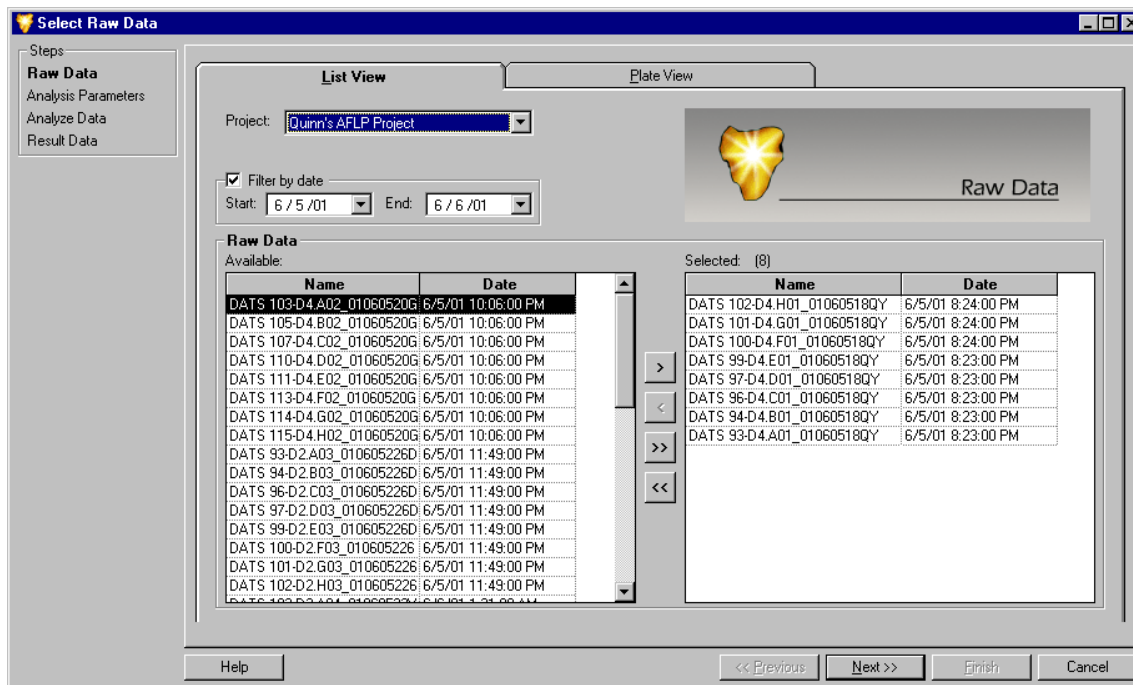 Select Raw Data
Steps
Raw Data
Analysis Parameters
Analyze Data
Result Data
List View
Plate View
Project: Quinn's AFLP Project
Filter by date
Start: 6 / 5 /01 End: 6 / 6 /01
Raw Data
Raw Data
Available:
Name Date
DATS 103-D4.A02_01060520G 6/5/01 10:06:00 PM
DATS 105-D4.B02_01060520G 6/5/01 10:06:00 PM
DATS 107-D4.C02_01060520G 6/5/01 10:06:00 PM
DATS 110-D4.D02_01060520G 6/5/01 10:06:00 PM
DATS 111-D4.E02_01060520G 6/5/01 10:06:00 PM
DATS 113-D4.F02_01060520G 6/5/01 10:06:00 PM
DATS 114-D4.G02_01060520G 6/5/01 10:06:00 PM
DATS 115-D4.H02_01060520G 6/5/01 10:06:00 PM
DATS 93-D2.A03_010605226D 6/5/01 11:49:00 PM
DATS 94-D2.B03_010605226D 6/5/01 11:49:00 PM
DATS 96-D2.C03_010605226D 6/5/01 11:49:00 PM
DATS 97-D2.D03_010605226D 6/5/01 11:49:00 PM
DATS 99-D2.E03_010605226D 6/5/01 11:49:00 PM
DATS 100-D2.F03_010605226 6/5/01 11:49:00 PM
DATS 101-D2.G03_010605226 6/5/01 11:49:00 PM
DATS 102-D2.H03_010605226 6/5/01 11:49:00 PM
>
<
>>
<<
Selected: (8)
Name Date
DATS 102-D4.H01_01060518QY 6/5/01 8:24:00 PM
DATS 101-D4.G01_01060518QY 6/5/01 8:24:00 PM
DATS 100-D4.F01_01060518QY 6/5/01 8:24:00 PM
DATS 99-D4.E01_01060518QY 6/5/01 8:23:00 PM
DATS 97-D4.D01_01060518QY 6/5/01 8:23:00 PM
DATS 96-D4.C01_01060518QY 6/5/01 8:23:00 PM
DATS 94-D4.B01_01060518QY 6/5/01 8:23:00 PM
DATS 93-D4.A01_01060518QY 6/5/01 8:23:00 PM
Help
<< Previous
Next >>
Finish
Cancel